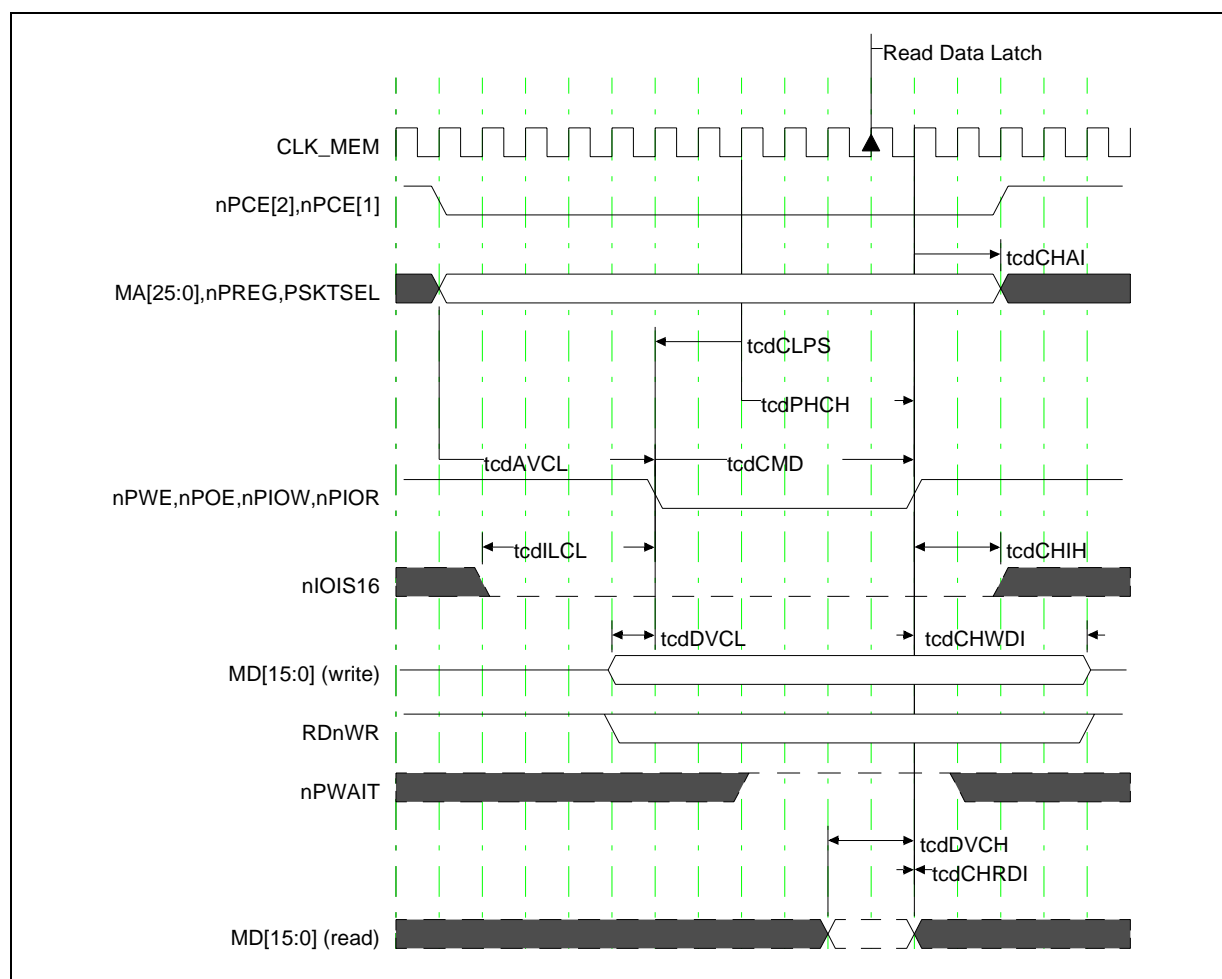 Read Data Latch
CLK_MEM
nPCE[2],nPCE[1]
tcdCHAI
MA[25:0],nPREG,PSKTSEL
tcdCLPS
tcdPHCH
tcdAVCL
tcdCMD
nPWE,nPOE,nPIOW,nPIOR
tcdILCL
tcdCHIH
nIOIS16
tcdDVCL
tcdCHWDI
MD[15:0] (write)
RDnWR
nPWAIT
tcdDVCH
tcdCHRDI
MD[15:0] (read)